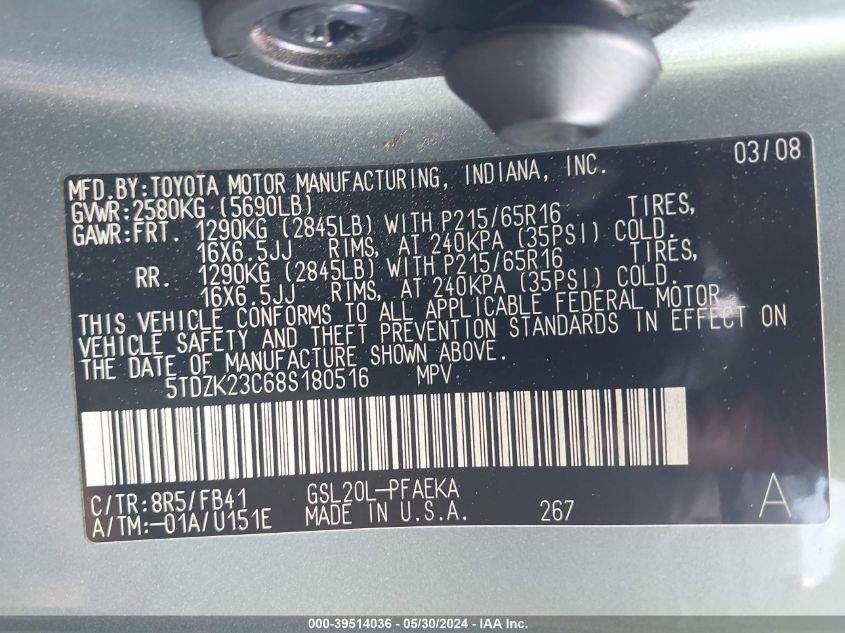 03/08
MFD.BY:TOYOTA MOTOR MANUFACTURING, INDIANA, INC.
GVWR:2580KG (5690LB)
GAWR:FRT. 1290KG (2845LB) WITH P215/65R16 TIRES,
16X6.5JJ RIMS, AT 240KPA (35PSI) COLD.
RR. 1290KG (2845LB) WITH P215/65R16 TIRES,
16X6.5JJ RIMS, AT 240KPA (35PSI) COLD.
THIS VEHICLE CONFORMS TO ALL APPLICABLE FEDERAL MOTOR
VEHICLE SAFETY AND THEFT PREVENTION STANDARDS IN EFFECT ON
THE DATE OF MANUFACTURE SHOWN ABOVE.
5TDZK23C68S180516 MPV
C/TR:8R5/FB41 GSL20L-PFAEKA
A/TM:-01A/U151E MADE IN U.S.A. 267 A
000-39514036 - 05/30/2024 - IAA Inc.